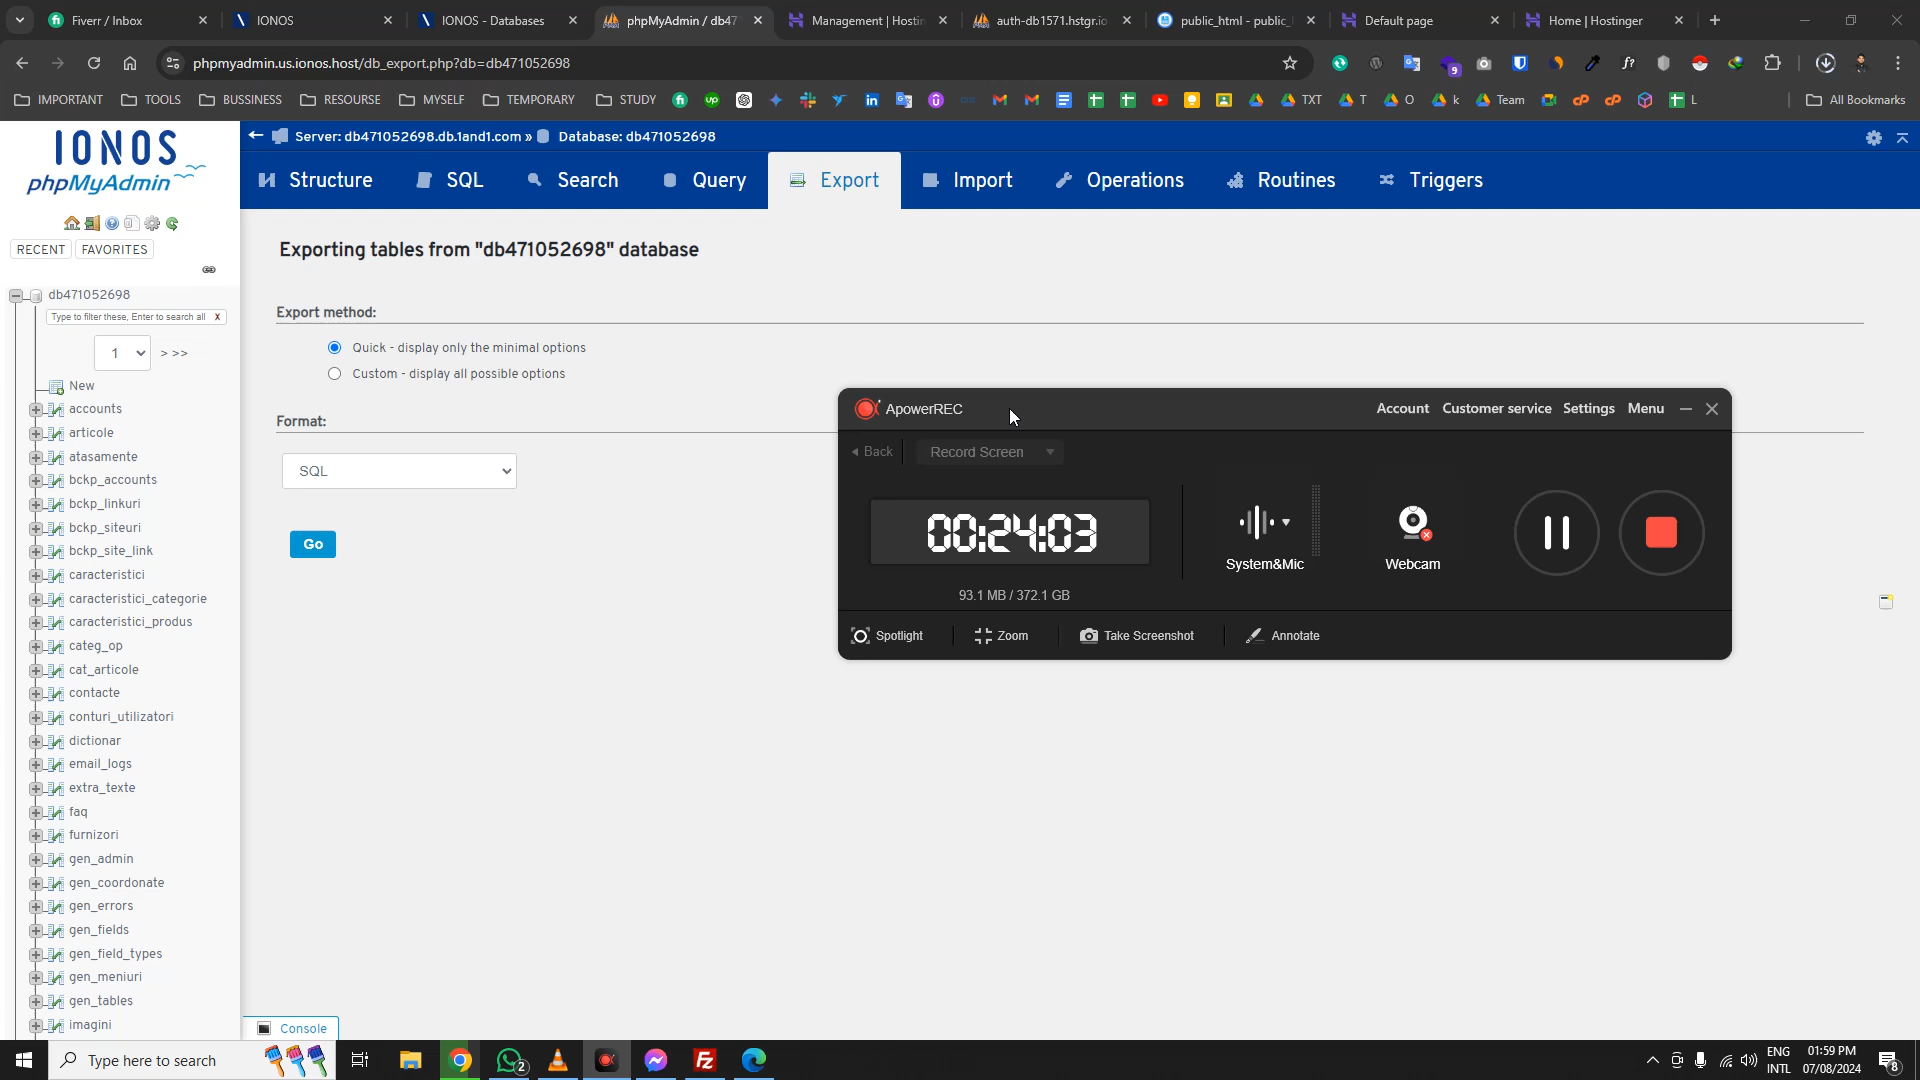 Fiverr / Inbox
IONOS
IONOS - Databases
phpMyAdmin / db47
Management | Hostin
auth-db1571.hstgr.io
public_html - public_
Default page
Home | Hostinger
phpmyadmin.us.ionos.host/db_export.php?db=db471052698
9
f?
IMPORTANT
TOOLS
BUSSINESS
RESOURSE
MYSELF
TEMPORARY
STUDY
TXT
T
O
k
Team
L
All Bookmarks
IONOS
phpMyAdmin
Server: db471052698.db.1and1.com »
Database: db471052698
Structure
SQL
Search
Query
Export
Import
Operations
Routines
Triggers
RECENT
FAVORITES
db471052698
Type to filter these, Enter to search all
X
1
> >>
New
accounts
articole
atasamente
bckp_accounts
bckp_linkuri
bckp_siteuri
bckp_site_link
caracteristici
caracteristici_categorie
caracteristici_produs
categ_op
cat_articole
contacte
conturi_utilizatori
dictionar
email_logs
extra_texte
faq
furnizori
gen_admin
gen_coordonate
gen_errors
gen_fields
gen_field_types
gen_meniuri
gen_tables
imagini
Exporting tables from "db471052698" database
Export method:
Quick - display only the minimal options
Custom - display all possible options
Format:
SQL
Go
ApowerREC
Account
Customer service
Settings
Menu
Back
Record Screen
00:24:03
93.1 MB / 372.1 GB
System&Mic
Webcam
Spotlight
Zoom
Take Screenshot
Annotate
Console
Type here to search
2
ENG
INTL
01:59 PM
07/08/2024
8